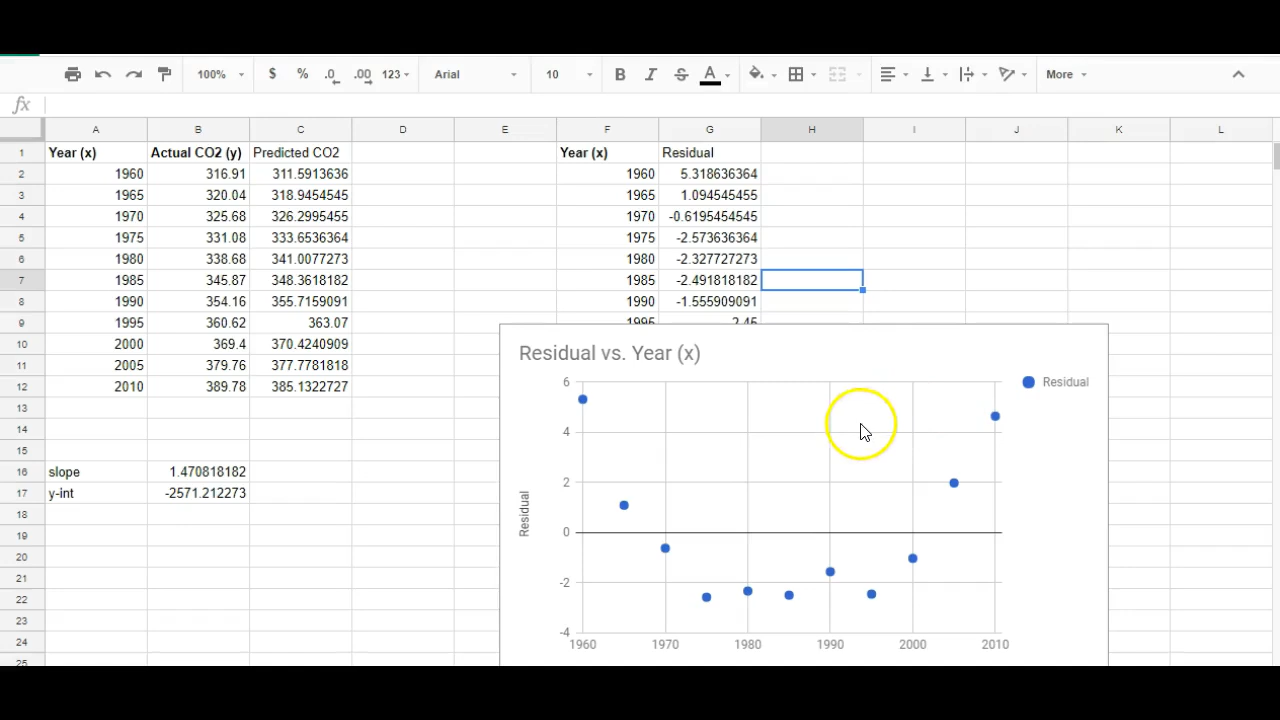 100% $ % .0 .00 123 Arial 10 B I S A More
fx
A B C D E F G H I J K L
1 Year (x) Actual CO2 (y) Predicted CO2 Year (x) Residual
2 1960 316.91 311.5913636 1960 5.318636364
3 1965 320.04 318.9454545 1965 1.094545455
4 1970 325.68 326.2995455 1970 -0.6195454545
5 1975 331.08 333.6536364 1975 -2.573636364
6 1980 338.68 341.0077273 1980 -2.327727273
7 1985 345.87 348.3618182 1985 -2.491818182
8 1990 354.16 355.7159091 1990 -1.555909091
9 1995 360.62 363.07 1995 2.45
10 2000 369.4 370.4240909
11 2005 379.76 377.7781818
12 2010 389.78 385.1322727
13
14
15
16 slope 1.470818182
17 y-int -2571.212273
18
19
20
21
22
23
24
25
Residual vs. Year (x)
Residual
6
4
2
0
-2
-4
Residual
1960 1970 1980 1990 2000 2010